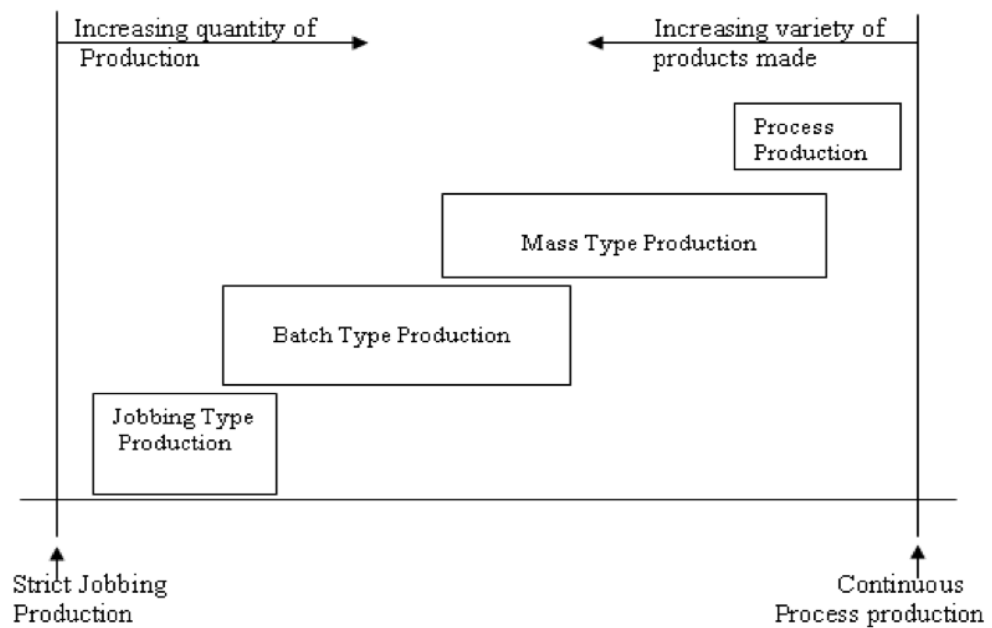 Increasing quantity of
Production
Increasing variety of
products made
Process
Production
Mass Type Production
Batch Type Production
Jobbing Type
Production
Strict Jobbing
Production
Continuous
Process production